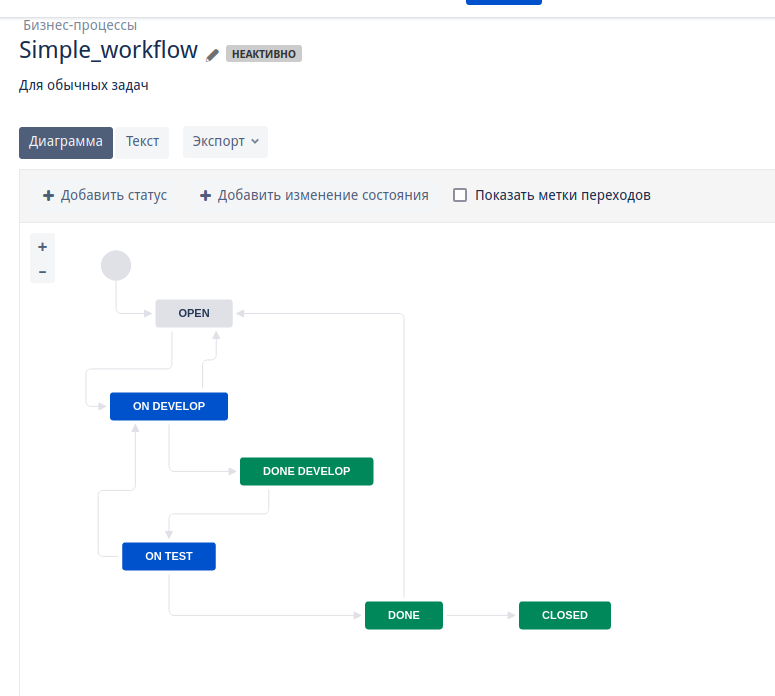 Бизнес-процессы
Simple_workflow НЕАКТИВНО
Для обычных задач
Диаграмма Текст Экспорт
+ Добавить статус + Добавить изменение состояния Показать метки переходов
+
−
OPEN
ON DEVELOP
DONE DEVELOP
ON TEST
DONE CLOSED